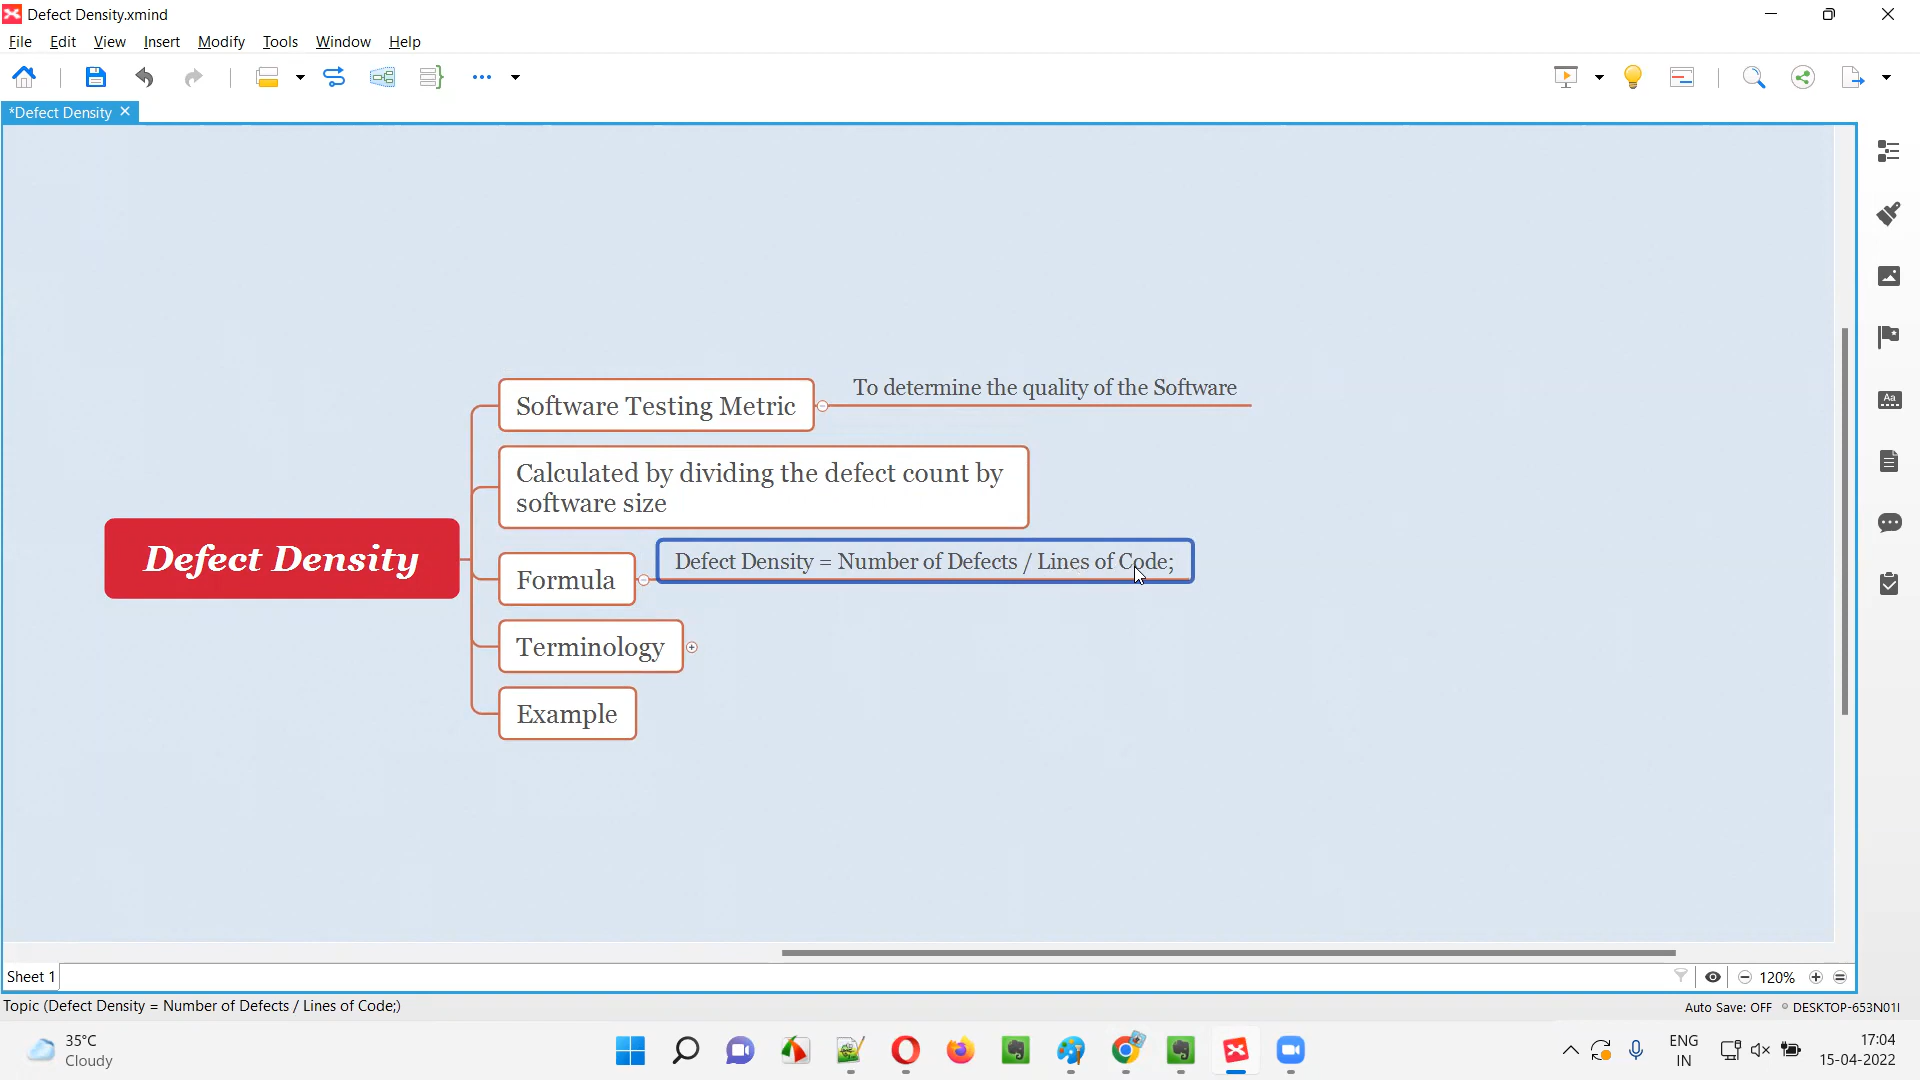 Defect Density.xmind
File Edit View Insert Modify Tools Window Help
*Defect Density
To determine the quality of the Software
Software Testing Metric
Calculated by dividing the defect count by
software size
Defect Density
Defect Density = Number of Defects / Lines of Code;
Formula
Terminology
Example
Sheet 1
120%
Topic (Defect Density = Number of Defects / Lines of Code;)
Auto Save: OFF
DESKTOP-653N01I
35°C
Cloudy
ENG
IN
17:04
15-04-2022
Aa